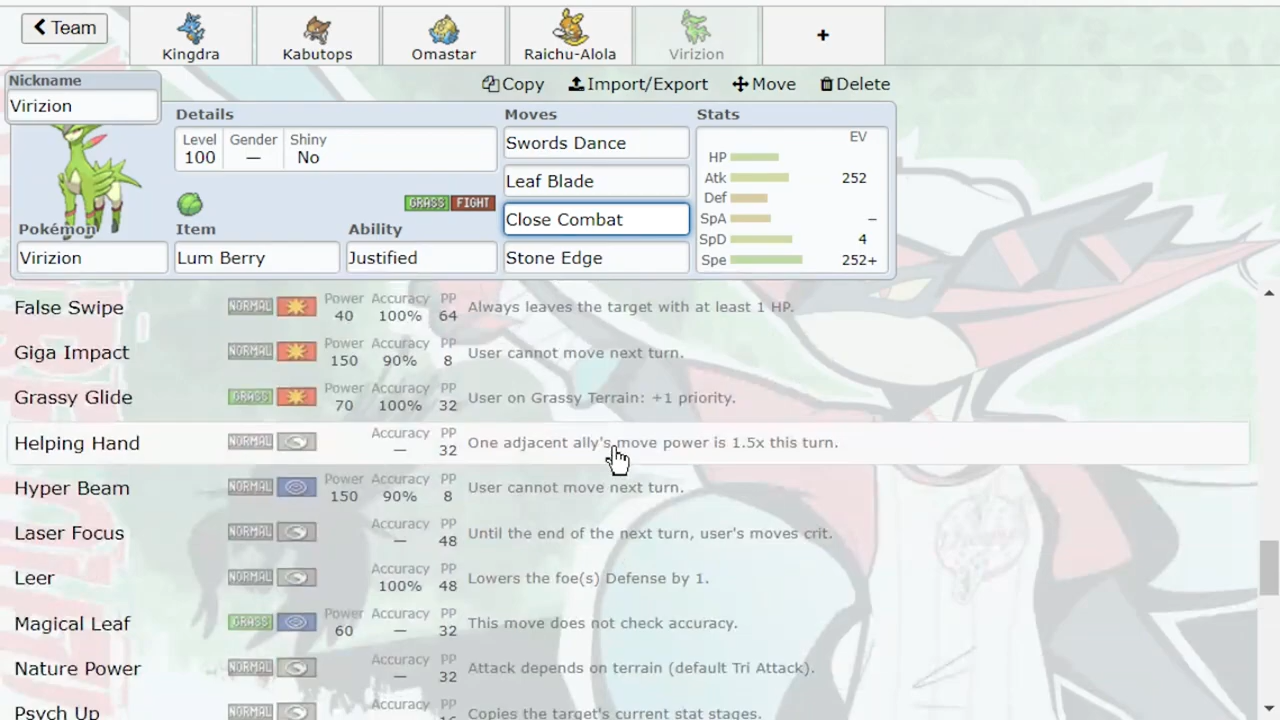 Team
Kingdra
Kabutops
Omastar
Raichu-Alola
Virizion
+
Nickname
Virizion
Copy
Import/Export
Move
Delete
Details
Level
Gender
Shiny
100
—
No
GRASS FIGHT
Pokémon
Item
Ability
Virizion
Lum Berry
Justified
Moves
Swords Dance
Leaf Blade
Close Combat
Stone Edge
Stats
EV
HP
Atk 252
Def
SpA –
SpD 4
Spe 252+
False Swipe NORMAL Power 40 Accuracy 100% PP 64 Always leaves the target with at least 1 HP.
Giga Impact NORMAL Power 150 Accuracy 90% PP 8 User cannot move next turn.
Grassy Glide GRASS Power 70 Accuracy 100% PP 32 User on Grassy Terrain: +1 priority.
Helping Hand NORMAL Accuracy — PP 32 One adjacent ally's move power is 1.5x this turn.
Hyper Beam NORMAL Power 150 Accuracy 90% PP 8 User cannot move next turn.
Laser Focus NORMAL Accuracy — PP 48 Until the end of the next turn, user's moves crit.
Leer NORMAL Accuracy 100% PP 48 Lowers the foe(s) Defense by 1.
Magical Leaf GRASS Power 60 Accuracy — PP 32 This move does not check accuracy.
Nature Power NORMAL Accuracy — PP 32 Attack depends on terrain (default Tri Attack).
Psych Up NORMAL Accuracy PP Copies the target's current stat stages.